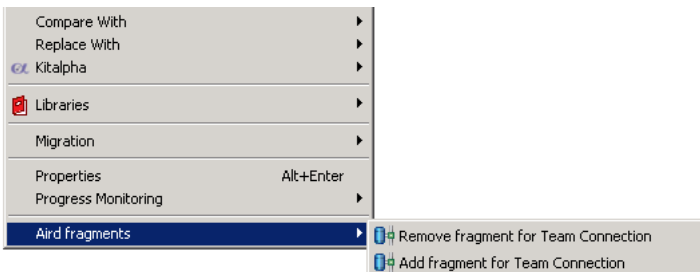 Compare With
Replace With
Kitalpha
Libraries
Migration
Properties Alt+Enter
Progress Monitoring
Aird fragments
Remove fragment for Team Connection
Add fragment for Team Connection